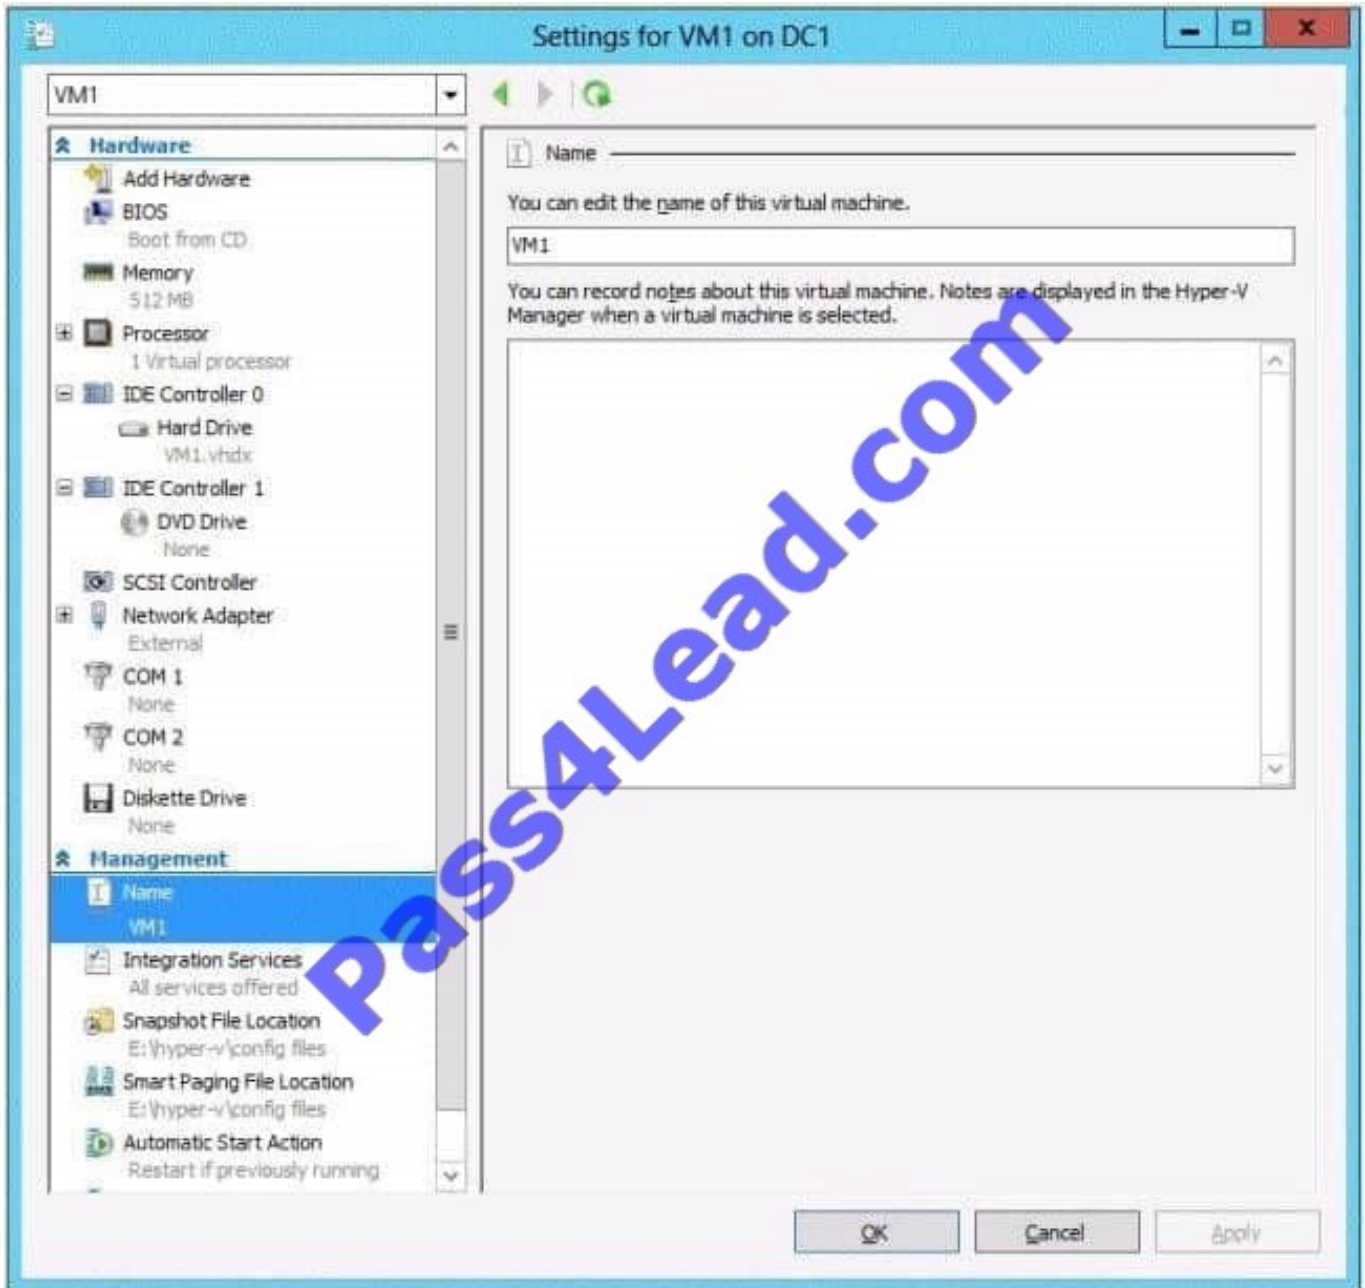 Settings for VM1 on DC1
VM1
Hardware
Add Hardware
BIOS
Boot from CD
Memory
512 MB
Processor
1 Virtual processor
IDE Controller 0
Hard Drive
VM1.vhdx
IDE Controller 1
DVD Drive
None
SCSI Controller
Network Adapter
External
COM 1
None
COM 2
None
Diskette Drive
None
Management
Name
VM1
Integration Services
All services offered
Snapshot File Location
E:\hyper-v\config files
Smart Paging File Location
E:\hyper-v\config files
Automatic Start Action
Restart if previously running
Name
You can edit the name of this virtual machine.
VM1
You can record notes about this virtual machine. Notes are displayed in the Hyper-V
Manager when a virtual machine is selected.
Pass4Lead.com
OK
Cancel
Apply